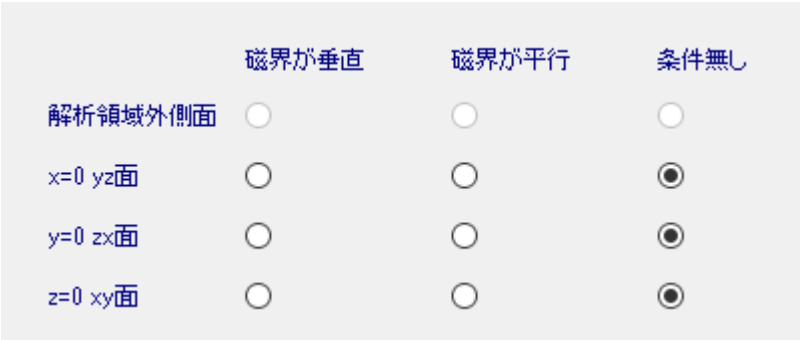 磁界が垂直 磁界が平行 条件無し
解析領域外側面
x=0 yz面
y=0 zx面
z=0 xy面